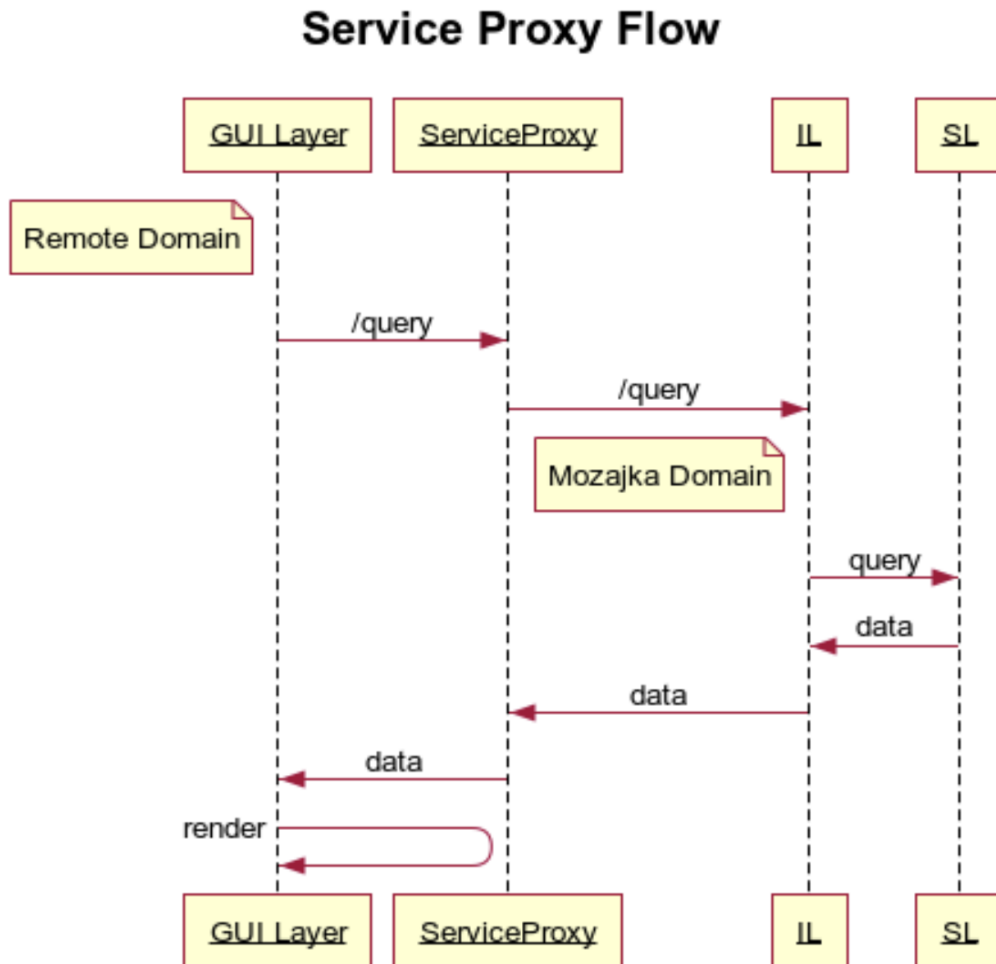 Service Proxy Flow
GUI Layer
ServiceProxy
IL
SL
Remote Domain
/query
/query
Mozajka Domain
query
data
data
data
render
GUI Layer
ServiceProxy
IL
SL